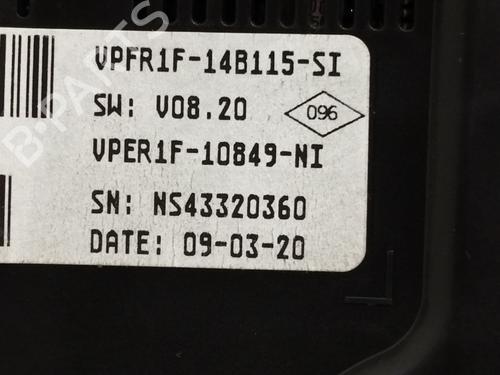 VPFR1F-14B115-SI
SW: V08.20
096
VPER1F-10849-NI
SN: NS43320360
DATE: 09-03-20
B-PARTS